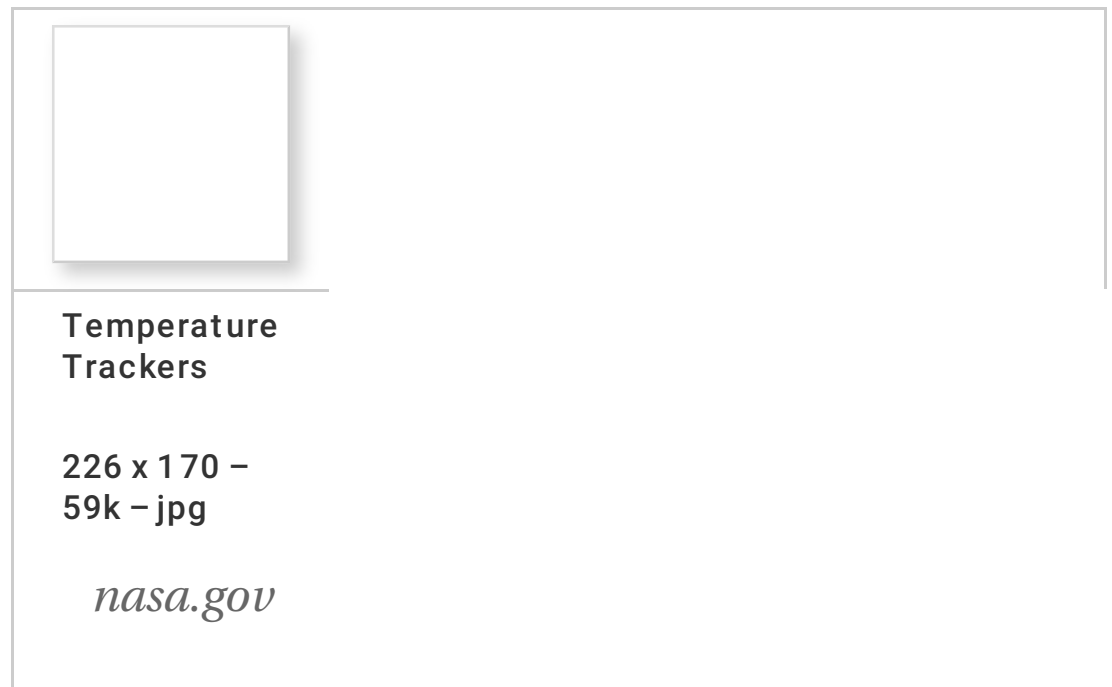 Temperature
Trackers
226 x 170 –
59k – jpg
nasa.gov